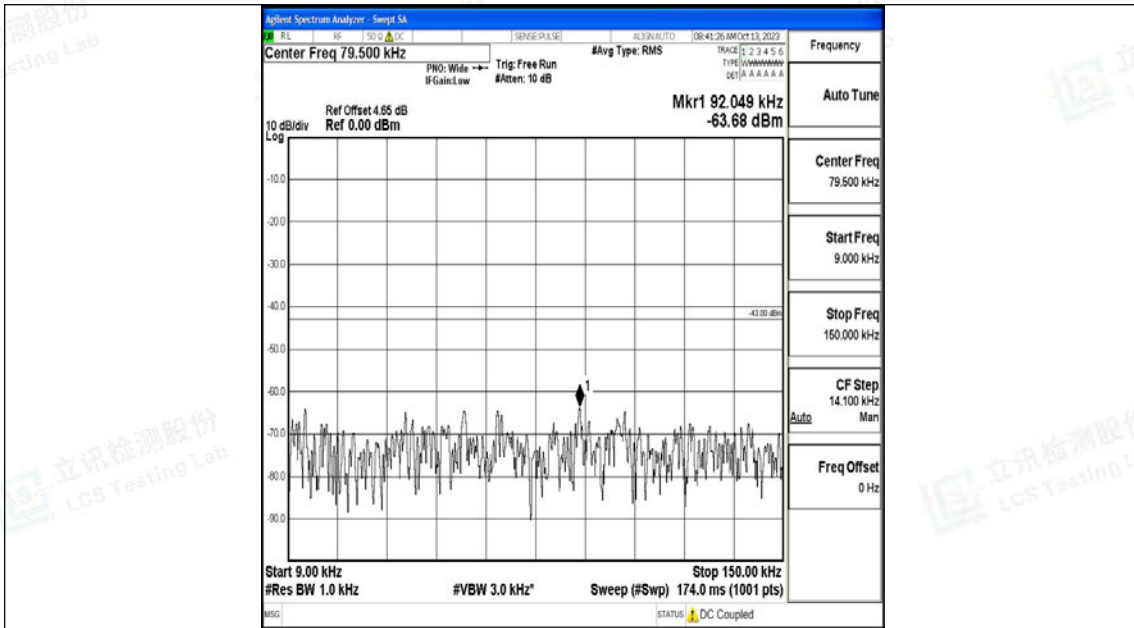 Agilent Spectrum Analyzer - Swept SA
RL RF 50 Ω DC SENSE:PULSE ALIGN AUTO 08:41:26 AM Oct 13, 2023
Center Freq 79.500 kHz
PNO: Wide
IFGain:Low
Trig: Free Run
#Atten: 10 dB
#Avg Type: RMS
TRACE 1 2 3 4 5 6
TYPE
DET A A A A A A
Mkr1 92.049 kHz
-63.68 dBm
Ref Offset 4.65 dB
10 dB/div Ref 0.00 dBm
Log
-10.0
-20.0
-30.0
-40.0
-43.00 dBm
-50.0
-60.0
1
-70.0
-80.0
-90.0
Start 9.00 kHz Stop 150.00 kHz
#Res BW 1.0 kHz #VBW 3.0 kHz* Sweep (#Swp) 174.0 ms (1001 pts)
MSG STATUS DC Coupled
Frequency
Auto Tune
Center Freq
79.500 kHz
Start Freq
9.000 kHz
Stop Freq
150.000 kHz
CF Step
14.100 kHz
Auto Man
Freq Offset
0 Hz
立讯检测股份
LCS Testing Lab
立讯检测股份